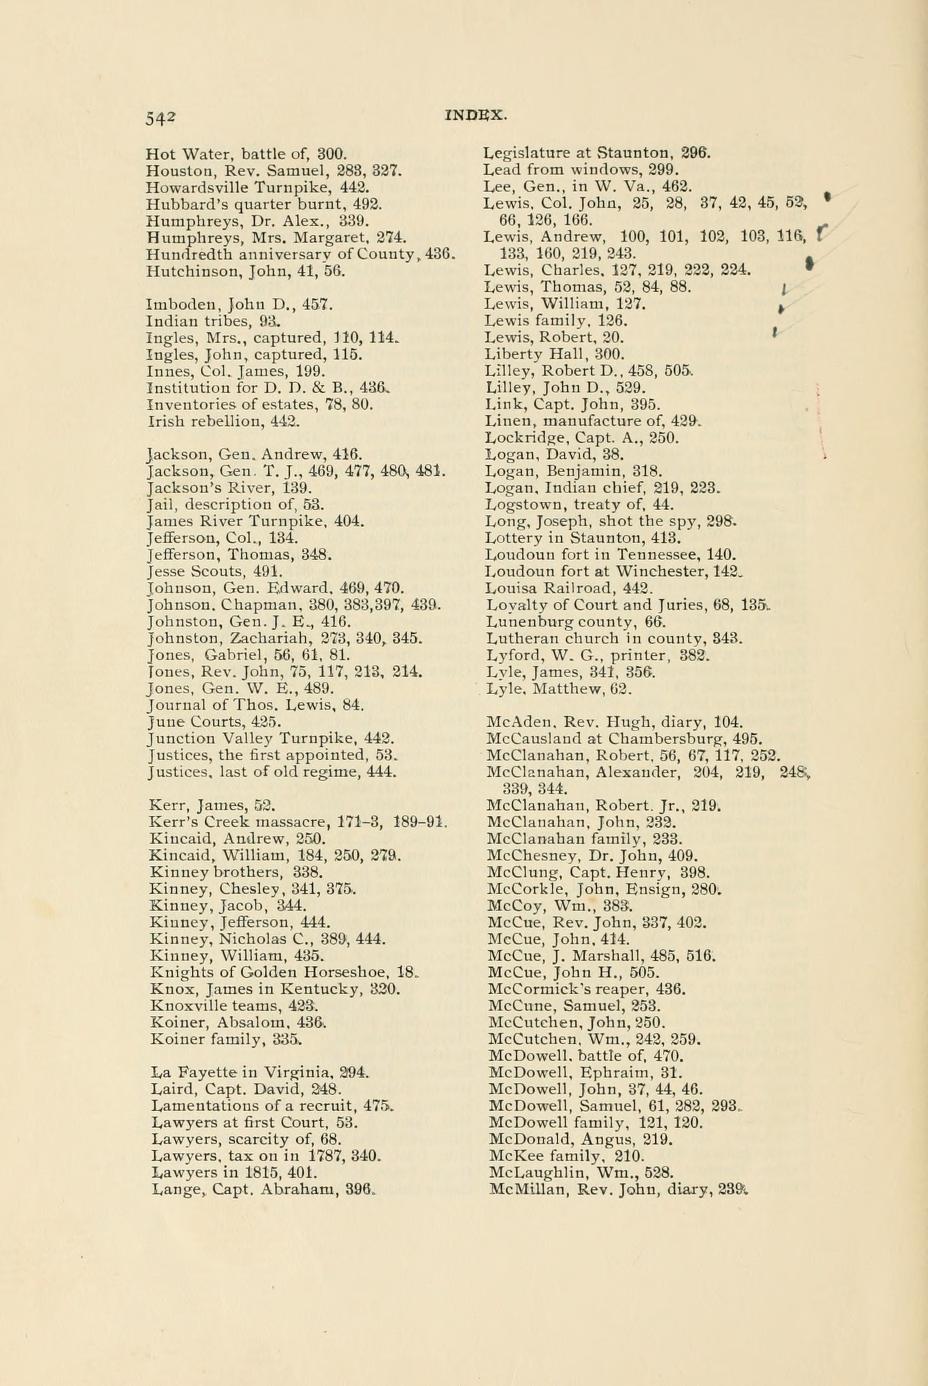 542
INDEX.
Hot Water, battle of, 300.
Houston, Rev. Samuel, 283, 327.
Howardsville Turnpike, 442.
Hubbard's quarter burnt, 492.
Humphreys, Dr. Alex., 339.
Humphreys, Mrs. Margaret, 274.
Hundredth anniversary of County, 436.
Hutchinson, John, 41, 56.
Imboden, John D., 457.
Indian tribes, 93.
Ingles, Mrs., captured, 110, 114.
Ingles, John, captured, 115.
Innes, Col. James, 199.
Institution for D. D. & B., 436.
Inventories of estates, 78, 80.
Irish rebellion, 442.
Jackson, Gen. Andrew, 416.
Jackson, Gen. T. J., 469, 477, 480, 481.
Jackson's River, 139.
Jail, description of, 53.
James River Turnpike, 404.
Jefferson, Col., 134.
Jefferson, Thomas, 348.
Jesse Scouts, 491.
Johnson, Gen. Edward, 469, 470.
Johnson, Chapman, 380, 383,397, 439.
Johnston, Gen. J. E., 416.
Johnston, Zachariah, 273, 340, 345.
Jones, Gabriel, 56, 61, 81.
Jones, Rev. John, 75, 117, 213, 214.
Jones, Gen. W. E., 489.
Journal of Thos. Lewis, 84.
June Courts, 425.
Junction Valley Turnpike, 442.
Justices, the first appointed, 53.
Justices, last of old regime, 444.
Kerr, James, 52.
Kerr's Creek massacre, 171-3, 189-91.
Kincaid, Andrew, 250.
Kincaid, William, 184, 250, 279.
Kinney brothers, 338.
Kinney, Chesley, 341, 375.
Kinney, Jacob, 344.
Kinney, Jefferson, 444.
Kinney, Nicholas C., 389, 444.
Kinney, William, 435.
Knights of Golden Horseshoe, 18.
Knox, James in Kentucky, 320.
Knoxville teams, 423.
Koiner, Absalom, 436.
Koiner family, 335.
La Fayette in Virginia, 294.
Laird, Capt. David, 248.
Lamentations of a recruit, 475.
Lawyers at first Court, 53.
Lawyers, scarcity of, 68.
Lawyers, tax on in 1787, 340.
Lawyers in 1815, 401.
Lange, Capt. Abraham, 396.
Legislature at Staunton, 296.
Lead from windows, 299.
Lee, Gen., in W. Va., 462.
Lewis, Col. John, 25, 28, 37, 42, 45, 52,
66, 126, 166.
Lewis, Andrew, 100, 101, 102, 103, 116,
133, 160, 219, 243.
Lewis, Charles, 127, 219, 222, 224.
Lewis, Thomas, 52, 84, 88.
Lewis, William, 127.
Lewis family, 126.
Lewis, Robert, 20.
Liberty Hall, 300.
Lilley, Robert D., 458, 505.
Lilley, John D., 529.
Link, Capt. John, 395.
Linen, manufacture of, 429.
Lockridge, Capt. A., 250.
Logan, David, 38.
Logan, Benjamin, 318.
Logan, Indian chief, 219, 223.
Logstown, treaty of, 44.
Long, Joseph, shot the spy, 298.
Lottery in Staunton, 413.
Loudoun fort in Tennessee, 140.
Loudoun fort at Winchester, 142.
Louisa Railroad, 442.
Loyalty of Court and Juries, 68, 135.
Lunenburg county, 66.
Lutheran church in county, 343.
Lyford, W. G., printer, 382.
Lyle, James, 341, 356.
Lyle, Matthew, 62.
McAden, Rev. Hugh, diary, 104.
McCausland at Chambersburg, 495.
McClanahan, Robert, 56, 67, 117, 252.
McClanahan, Alexander, 204, 219, 248,
339, 344.
McClanahan, Robert. Jr., 219.
McClanahan, John, 232.
McClanahan family, 233.
McChesney, Dr. John, 409.
McClung, Capt. Henry, 398.
McCorkle, John, Ensign, 280.
McCoy, Wm., 383.
McCue, Rev. John, 337, 402.
McCue, John, 414.
McCue, J. Marshall, 485, 516.
McCue, John H., 505.
McCormick's reaper, 436.
McCune, Samuel, 253.
McCutchen, John, 250.
McCutchen, Wm., 242, 259.
McDowell, battle of, 470.
McDowell, Ephraim, 31.
McDowell, John, 37, 44, 46.
McDowell, Samuel, 61, 282, 293.
McDowell family, 121, 120.
McDonald, Angus, 219.
McKee family, 210.
McLaughlin, Wm., 528.
McMillan, Rev. John, diary, 239.